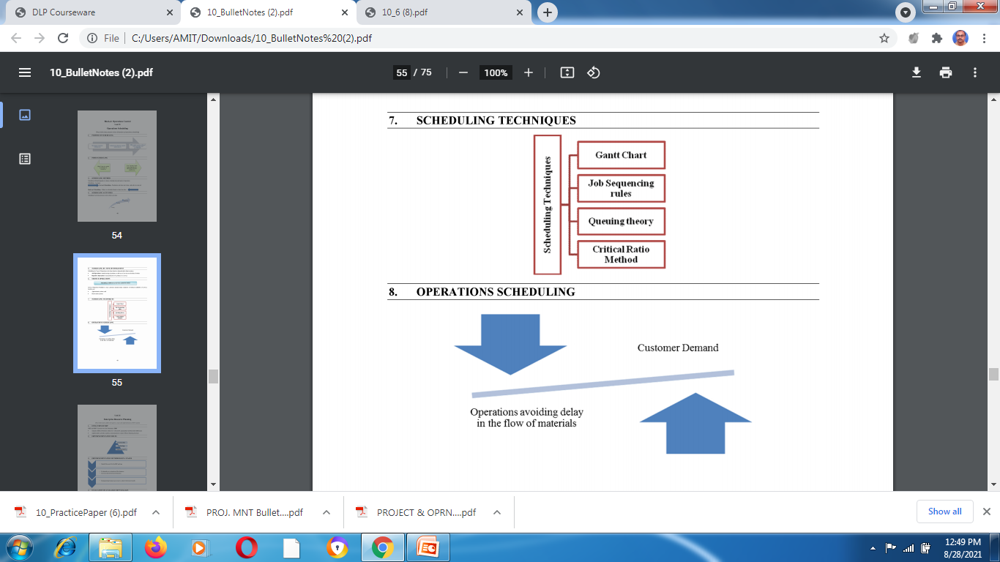 DLP Courseware
10_BulletNotes (2).pdf
10_6 (8).pdf
File
C:/Users/AMIT/Downloads/10_BulletNotes%20(2).pdf
10_BulletNotes (2).pdf
55 / 75
100%
54
55
7. SCHEDULING TECHNIQUES
Scheduling Techniques
Gantt Chart
Job Sequencing
rules
Queuing theory
Critical Ratio
Method
8. OPERATIONS SCHEDULING
Customer Demand
Operations avoiding delay
in the flow of materials
10_PracticePaper (6).pdf
PROJ. MNT Bullet....pdf
PROJECT & OPRN....pdf
Show all
12:49 PM
8/28/2021